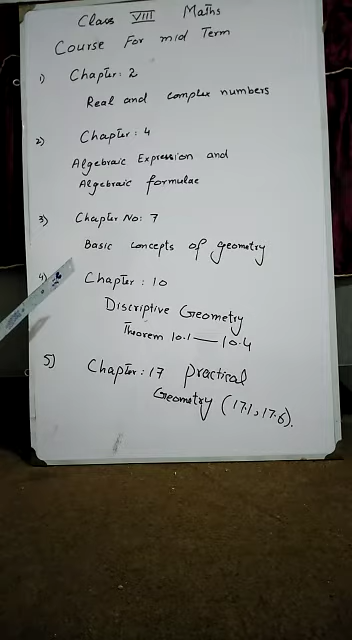 Class VIII Maths
Course For mid Term
1) Chapter: 2
Real and complex numbers
2) Chapter: 4
Algebraic Expression and
Algebraic formulae
3) Chapter No: 7
Basic concepts of geometry
4) Chapter: 10
Discriptive Geometry
Theorem 10.1 — 10.4
5) Chapter: 17 Practical
Geometry (17.1, 17.6).